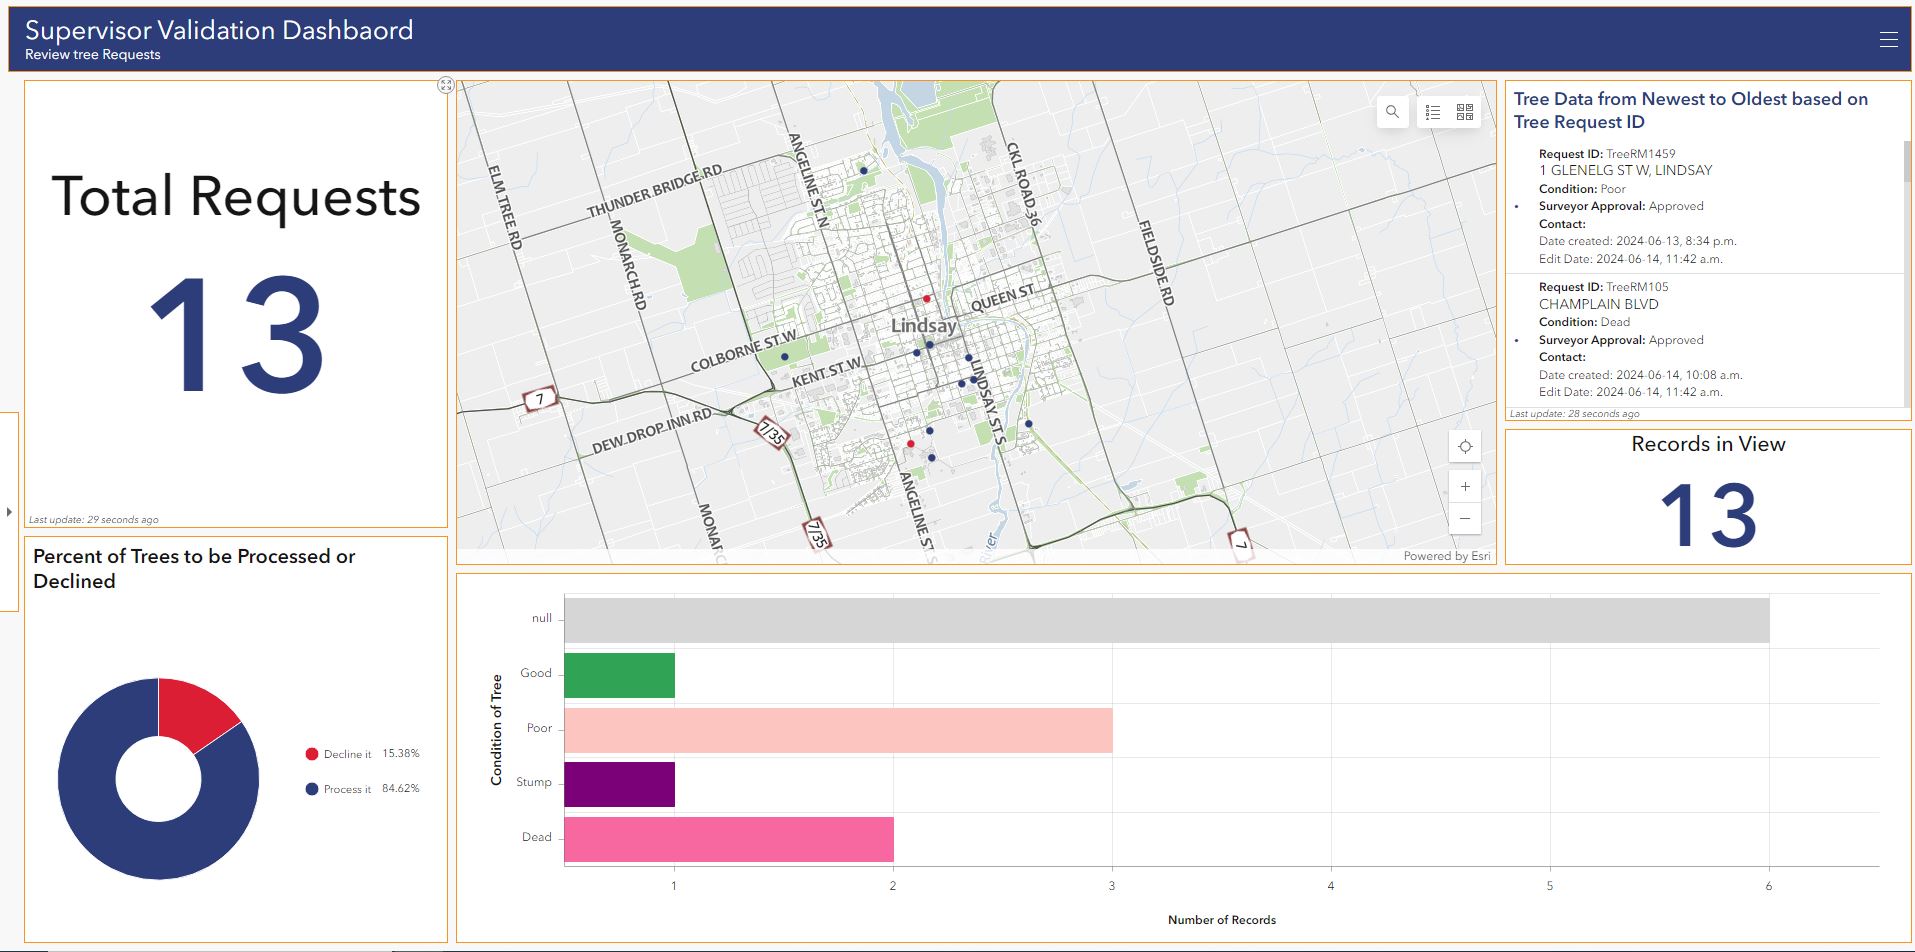 Supervisor Validation Dashbaord
Review tree Requests
Total Requests
13
Last update: 29 seconds ago
Percent of Trees to be Processed or
Declined
Decline it 15.38%
Process it 84.62%
ELM TREE RD
THUNDER BRIDGE RD
MONARCH RD
ANGELINE ST N
CKL ROAD 36
FIELDSIDE RD
QUEEN ST
Lindsay
COLBORNE ST W
KENT ST W
LINDSAY ST S
7
DEW DROP INN RD
7/35
ANGELINE ST S
MONARC
7/35
River
7
Powered by Esri
Tree Data from Newest to Oldest based on
Tree Request ID
Request ID: TreeRM1459
1 GLENELG ST W, LINDSAY
Condition: Poor
• Surveyor Approval: Approved
Contact:
Date created: 2024-06-13, 8:34 p.m.
Edit Date: 2024-06-14, 11:42 a.m.
Request ID: TreeRM105
CHAMPLAIN BLVD
Condition: Dead
• Surveyor Approval: Approved
Contact:
Date created: 2024-06-14, 10:08 a.m.
Edit Date: 2024-06-14, 11:42 a.m.
Last update: 28 seconds ago
Records in View
13
Condition of Tree
null
Good
Poor
Stump
Dead
1 2 3 4 5 6
Number of Records